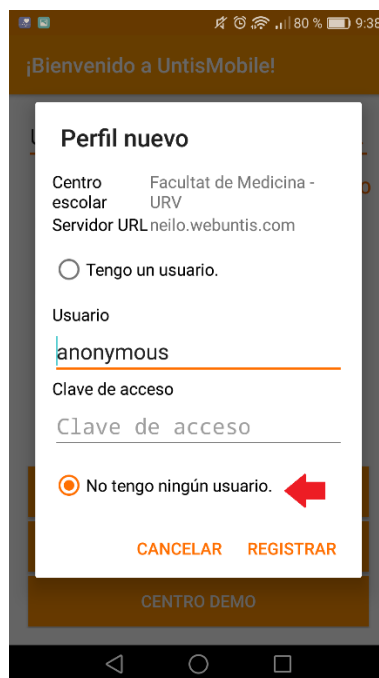 80 % 9:38
¡Bienvenido a UntisMobile!
Perfil nuevo
Centro escolar Facultat de Medicina - URV
Servidor URL neilo.webuntis.com
Tengo un usuario.
Usuario
anonymous
Clave de acceso
Clave de acceso
No tengo ningún usuario.
CANCELAR REGISTRAR
CENTRO DEMO